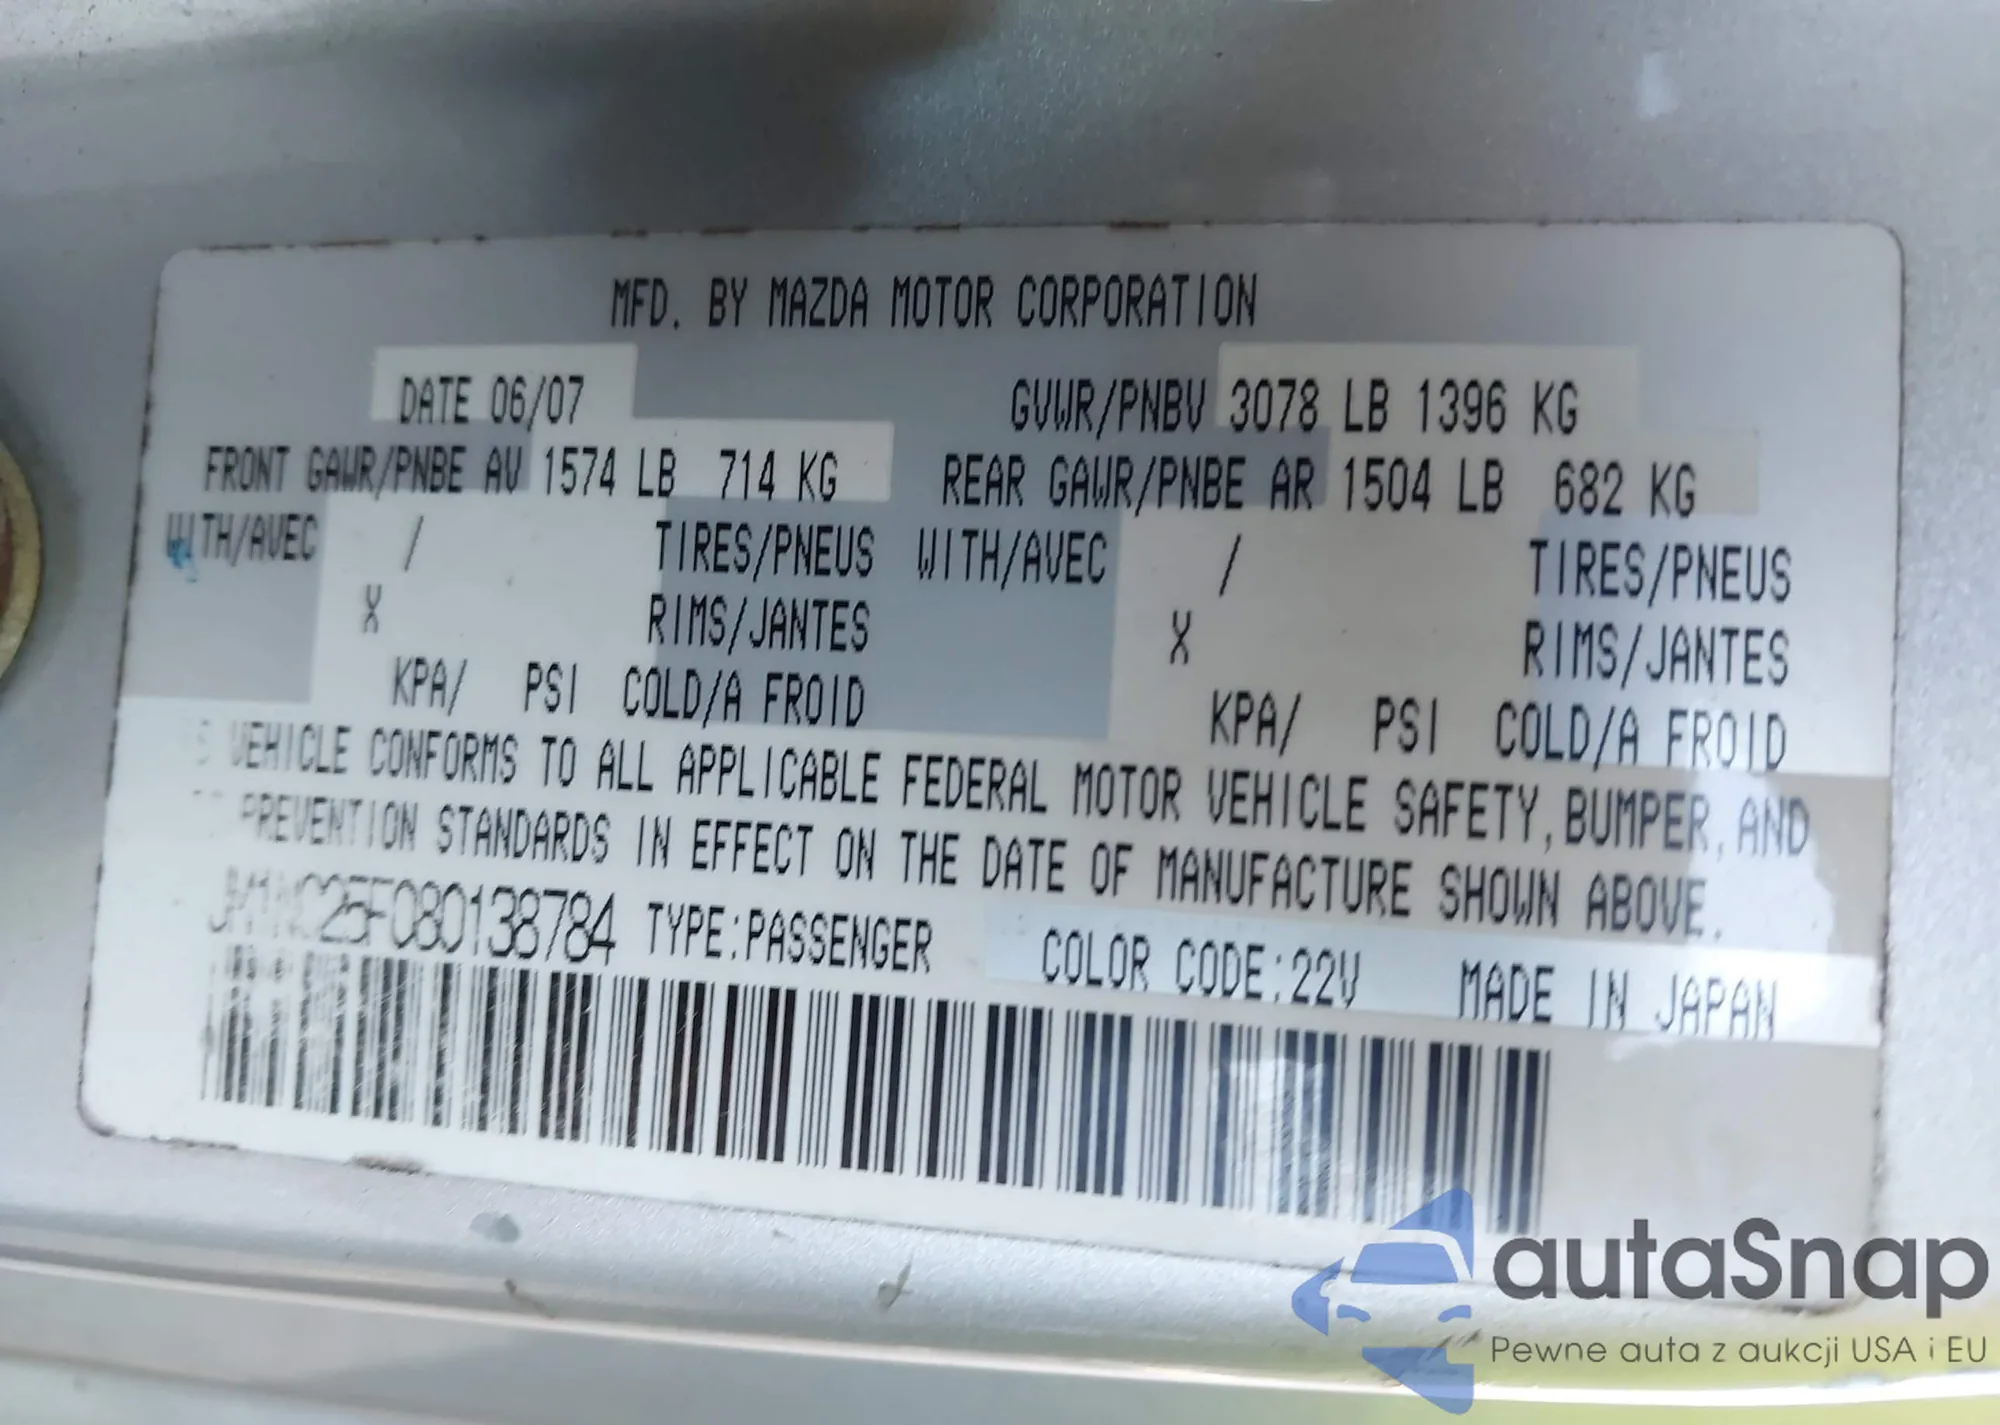 MFD. BY MAZDA MOTOR CORPORATION
DATE 06/07 GVWR/PNBV 3078 LB 1396 KG
FRONT GAWR/PNBE AV 1574 LB 714 KG REAR GAWR/PNBE AR 1504 LB 682 KG
WITH/AVEC / TIRES/PNEUS WITH/AVEC / TIRES/PNEUS
X RIMS/JANTES X RIMS/JANTES
KPA/ PSI COLD/A FROID KPA/ PSI COLD/A FROID
VEHICLE CONFORMS TO ALL APPLICABLE FEDERAL MOTOR VEHICLE SAFETY, BUMPER, AND
PREVENTION STANDARDS IN EFFECT ON THE DATE OF MANUFACTURE SHOWN ABOVE.
JM1NC25F080138784 TYPE:PASSENGER COLOR CODE:22V MADE IN JAPAN
autaSnap
Pewne auta z aukcji USA i EU